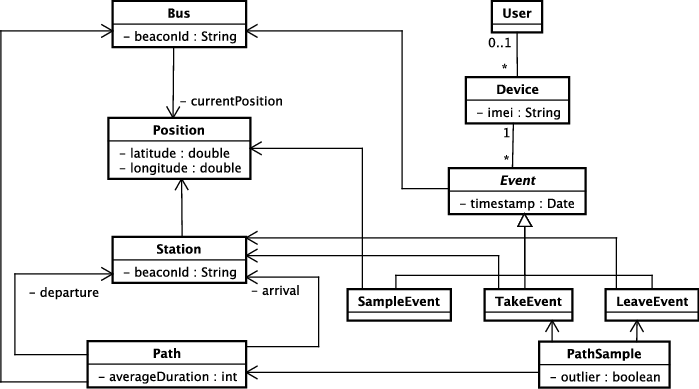 Bus
- beaconId : String
User
0..1
*
Device
- imei : String
1
*
- currentPosition
Position
- latitude : double
- longitude : double
Event
- timestamp : Date
Station
- beaconId : String
- departure
- arrival
SampleEvent
TakeEvent
LeaveEvent
Path
- averageDuration : int
PathSample
- outlier : boolean